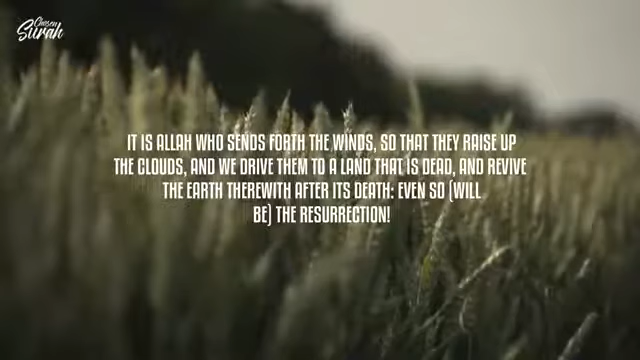 Chosen
Surah
IT IS ALLAH WHO SENDS FORTH THE WINDS, SO THAT THEY RAISE UP
THE CLOUDS, AND WE DRIVE THEM TO A LAND THAT IS DEAD, AND REVIVE
THE EARTH THEREWITH AFTER ITS DEATH: EVEN SO (WILL
BE) THE RESURRECTION!